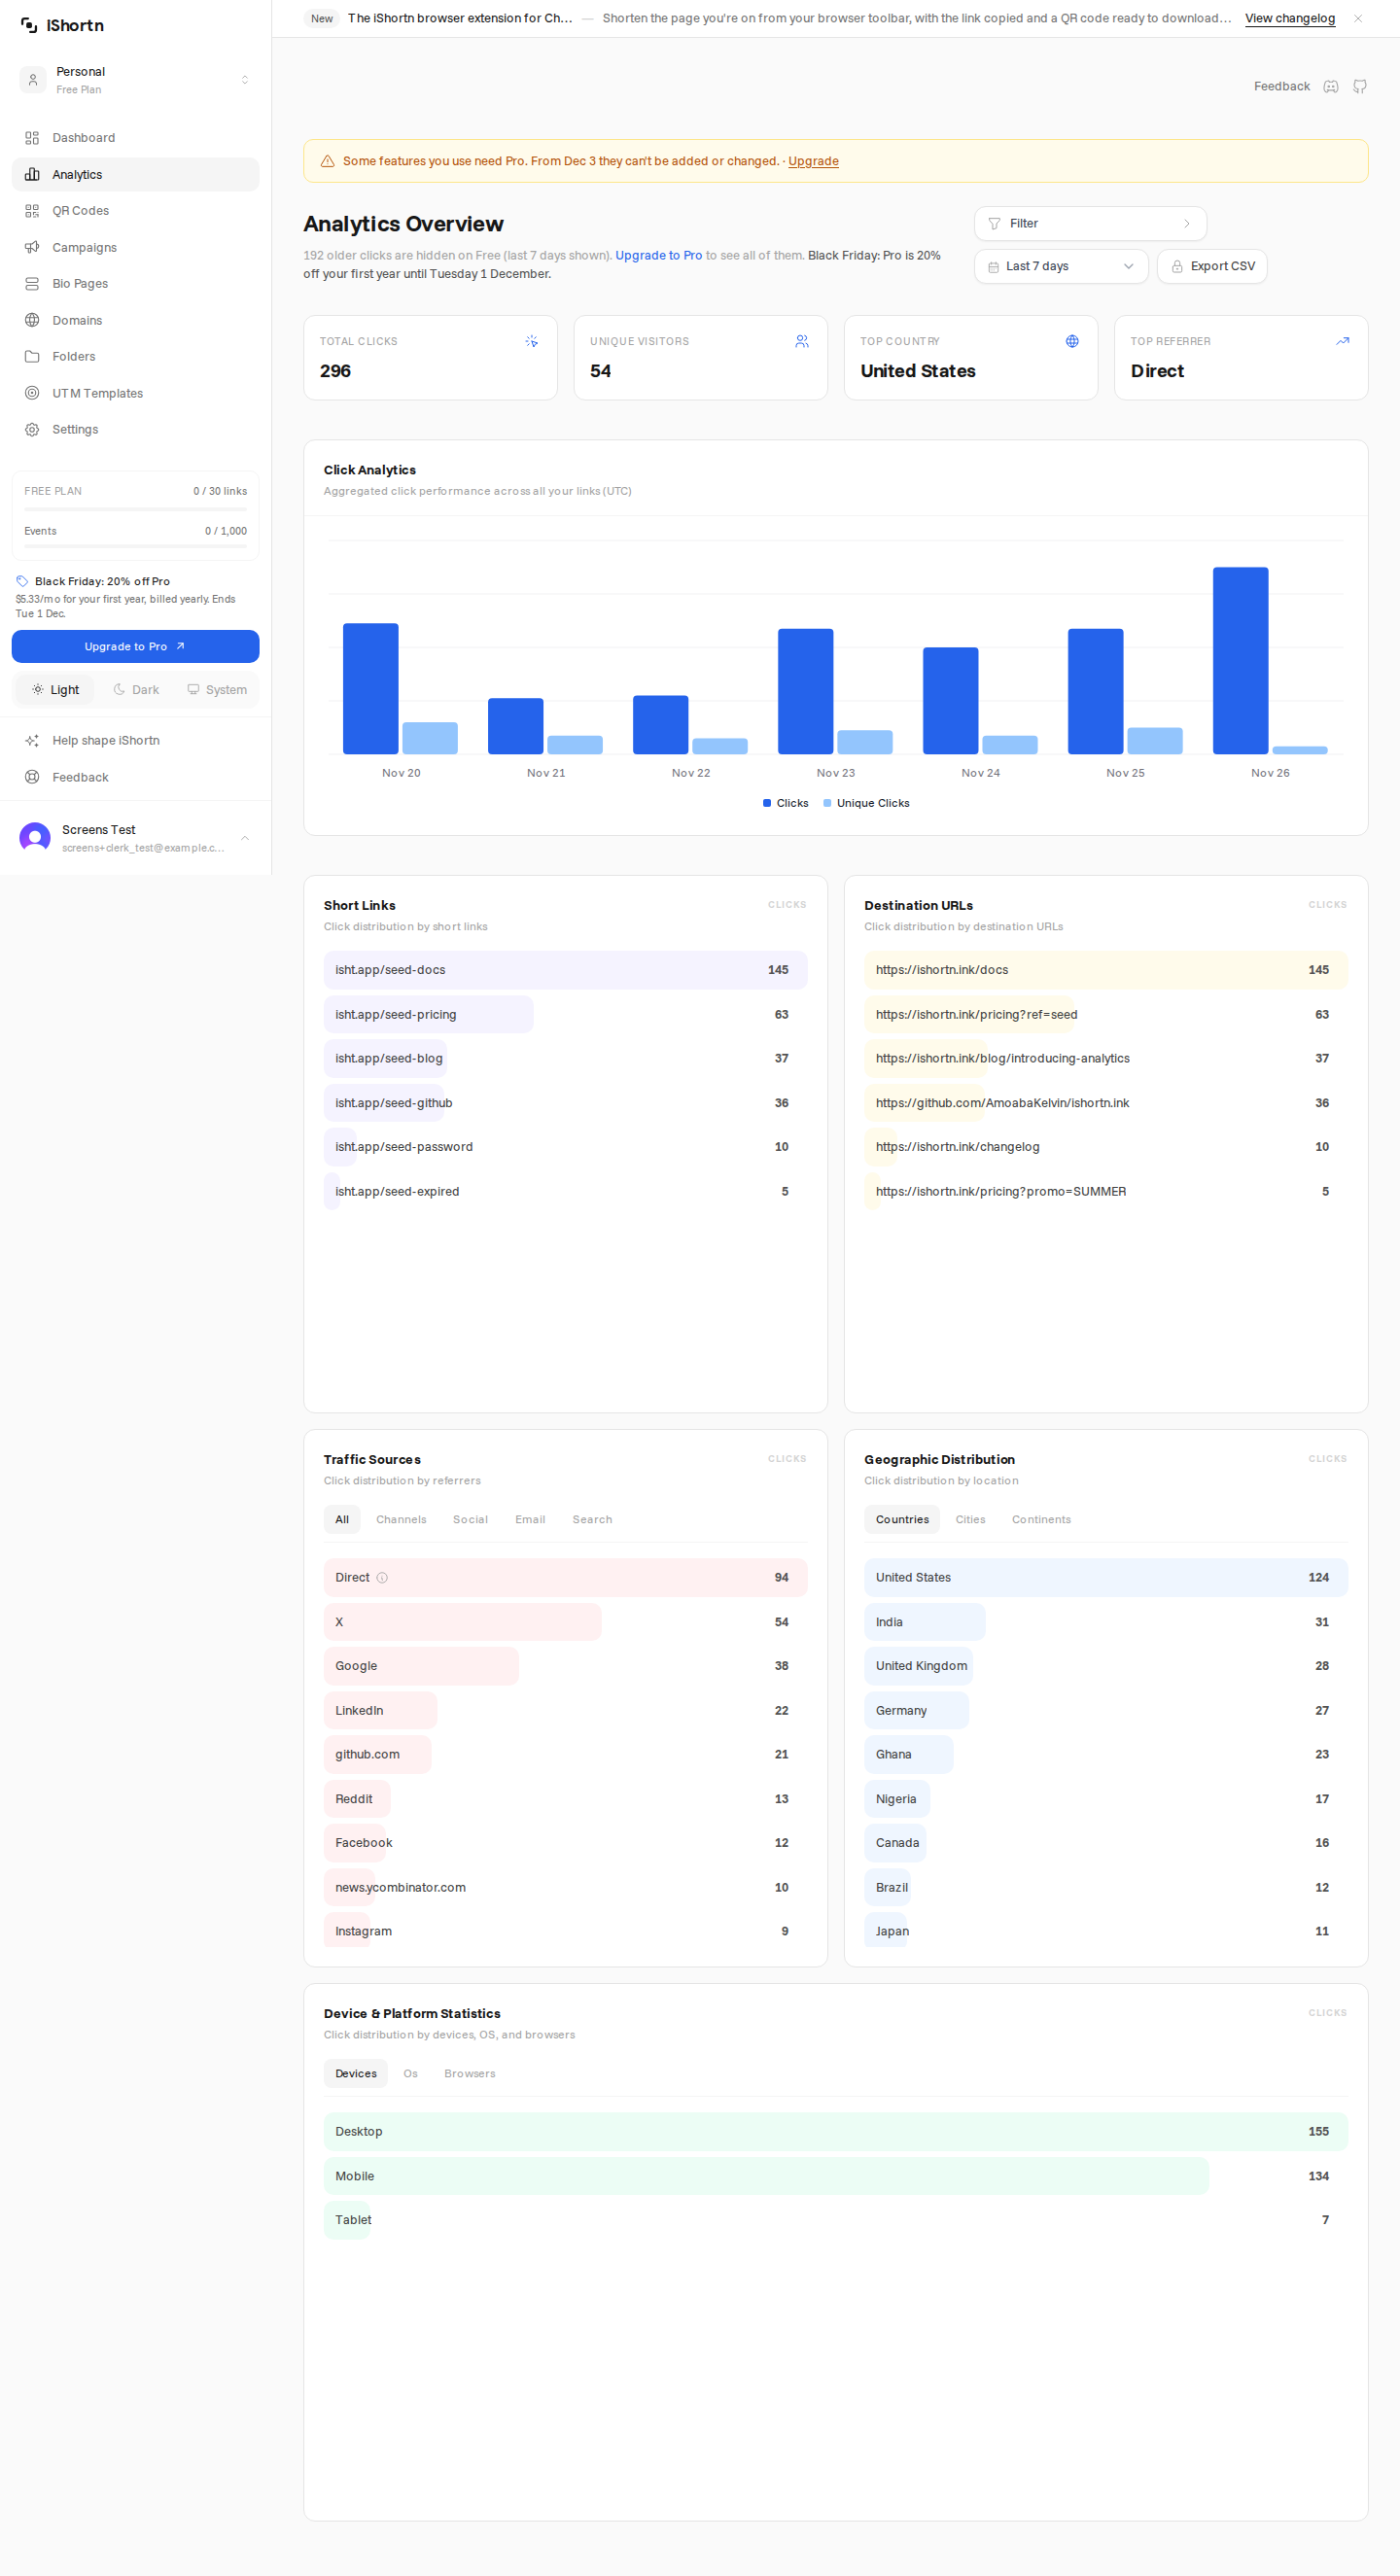 iShortn
Personal
Free Plan
Dashboard
Analytics
QR Codes
Campaigns
Bio Pages
Domains
Folders
UTM Templates
Settings
FREE PLAN 0 / 30 links
Events 0 / 1,000
Black Friday: 20% off Pro
$5.33/mo for your first year, billed yearly. Ends
Tue 1 Dec.
Upgrade to Pro
Light Dark System
Help shape iShortn
Feedback
Screens Test
screens+clerk_test@example.c...
New The iShortn browser extension for Ch... — Shorten the page you're on from your browser toolbar, with the link copied and a QR code ready to download... View changelog
Feedback
Some features you use need Pro. From Dec 3 they can't be added or changed. · Upgrade
Analytics Overview
192 older clicks are hidden on Free (last 7 days shown). Upgrade to Pro to see all of them. Black Friday: Pro is 20%
off your first year until Tuesday 1 December.
Filter
Last 7 days
Export CSV
TOTAL CLICKS
296
UNIQUE VISITORS
54
TOP COUNTRY
United States
TOP REFERRER
Direct
Click Analytics
Aggregated click performance across all your links (UTC)
Nov 20 Nov 21 Nov 22 Nov 23 Nov 24 Nov 25 Nov 26
Clicks Unique Clicks
Short Links CLICKS
Click distribution by short links
isht.app/seed-docs 145
isht.app/seed-pricing 63
isht.app/seed-blog 37
isht.app/seed-github 36
isht.app/seed-password 10
isht.app/seed-expired 5
Destination URLs CLICKS
Click distribution by destination URLs
https://ishortn.ink/docs 145
https://ishortn.ink/pricing?ref=seed 63
https://ishortn.ink/blog/introducing-analytics 37
https://github.com/AmoabaKelvin/ishortn.ink 36
https://ishortn.ink/changelog 10
https://ishortn.ink/pricing?promo=SUMMER 5
Traffic Sources CLICKS
Click distribution by referrers
All Channels Social Email Search
Direct 94
X 54
Google 38
LinkedIn 22
github.com 21
Reddit 13
Facebook 12
news.ycombinator.com 10
Instagram 9
Geographic Distribution CLICKS
Click distribution by location
Countries Cities Continents
United States 124
India 31
United Kingdom 28
Germany 27
Ghana 23
Nigeria 17
Canada 16
Brazil 12
Japan 11
Device & Platform Statistics CLICKS
Click distribution by devices, OS, and browsers
Devices Os Browsers
Desktop 155
Mobile 134
Tablet 7